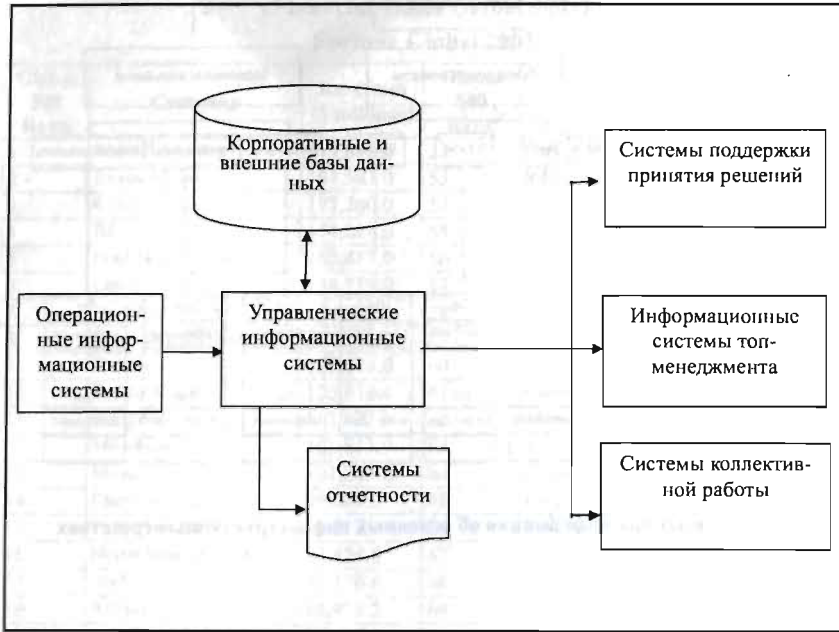 Корпоративные и
внешние базы дан-
ных
Системы поддержки
принятия решений
Операцион-
ные инфор-
мационные
системы
Управленческие
информационные
системы
Информационные
системы топ-
менеджмента
Системы
отчетности
Системы коллектив-
ной работы